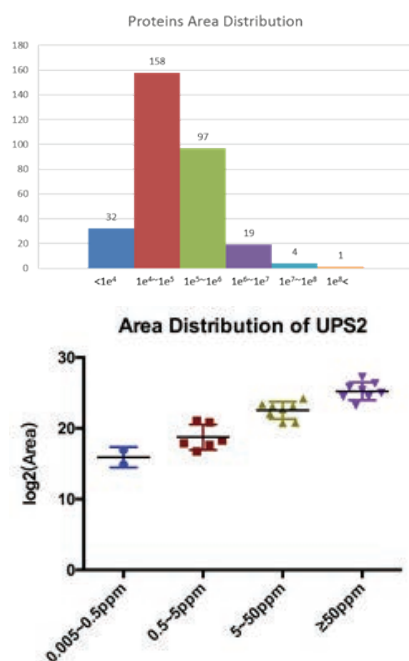 Proteins Area Distribution
180
160
140
120
100
80
60
40
20
0
32
158
97
19
4
1
<1e⁴ 1e⁴~1e⁵ 1e⁵~1e⁶ 1e⁶~1e⁷ 1e⁷~1e⁸ 1e⁸<
Area Distribution of UPS2
log2(Area)
30
20
10
0
0.005~0.5ppm
0.5~5ppm
5~50ppm
≥50ppm